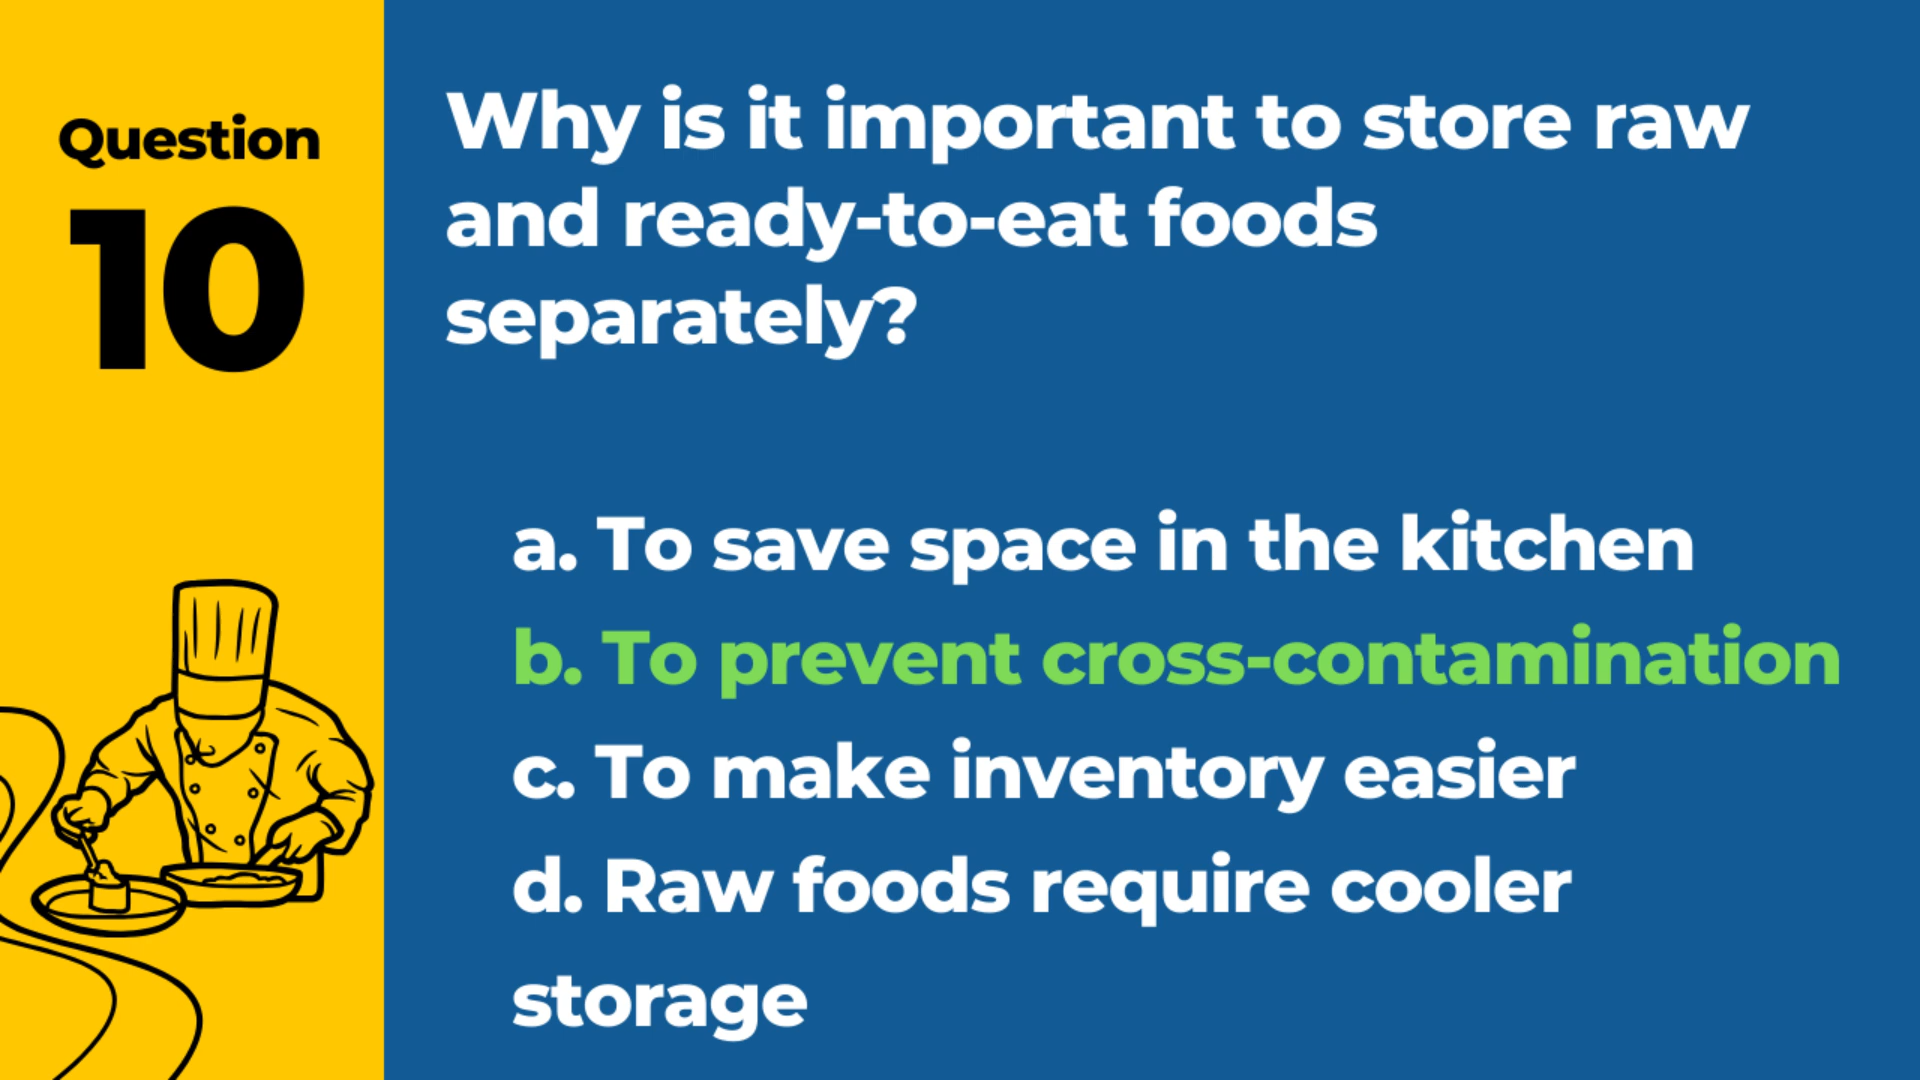 Question
10
Why is it important to store raw
and ready-to-eat foods
separately?
a. To save space in the kitchen
b. To prevent cross-contamination
c. To make inventory easier
d. Raw foods require cooler
storage